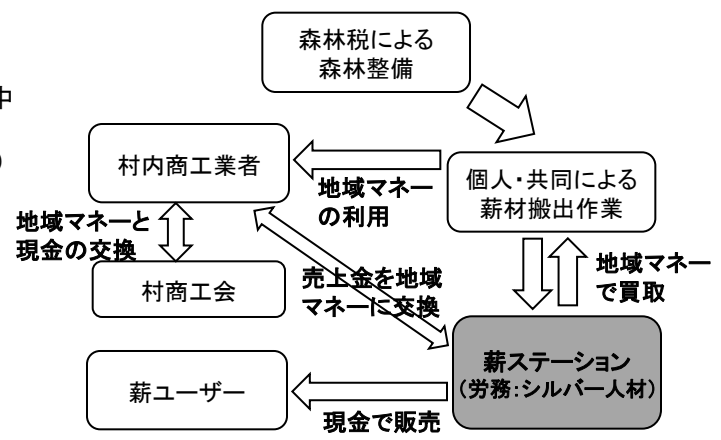 森林税による
森林整備
中
)
村内商工業者
地域マネー
の利用
個人・共同による
薪材搬出作業
地域マネーと
現金の交換
村商工会
売上金を地域
マネーに交換
地域マネー
で買取
薪ステーション
(労務:シルバー人材)
薪ユーザー
現金で販売